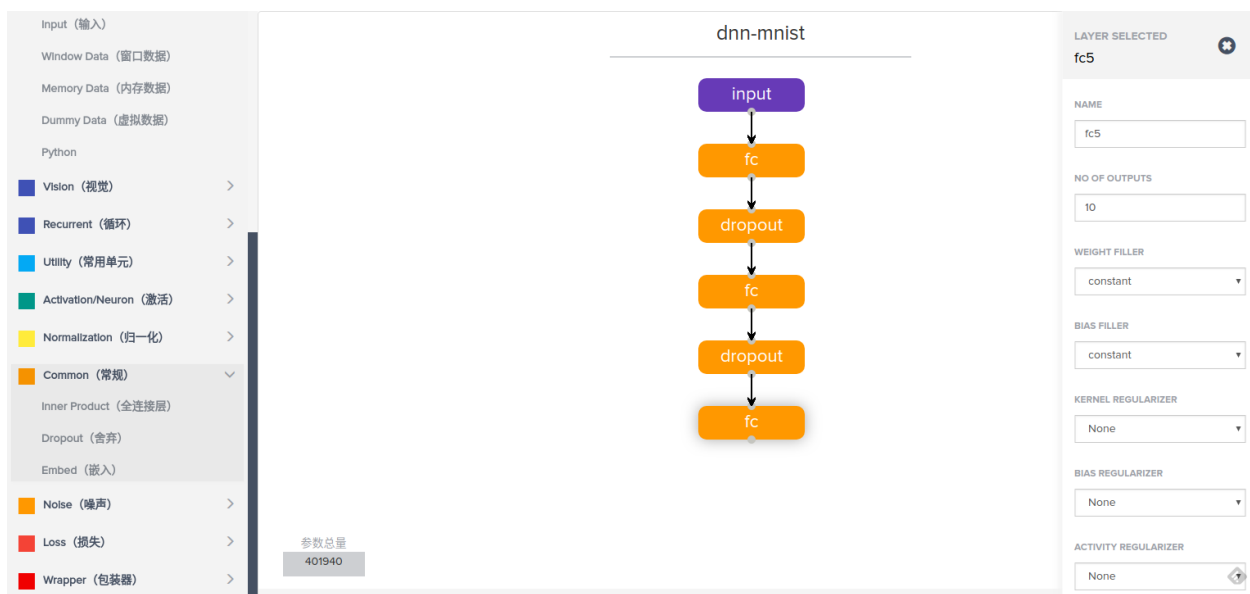 Input（输入）
Window Data（窗口数据）
Memory Data（内存数据）
Dummy Data（虚拟数据）
Python
Vision（视觉）
Recurrent（循环）
Utility（常用单元）
Activation/Neuron（激活）
Normalization（归一化）
Common（常规）
Inner Product（全连接层）
Dropout（舍弃）
Embed（嵌入）
Noise（噪声）
Loss（损失）
Wrapper（包装器）
dnn-mnist
input
fc
dropout
fc
dropout
fc
参数总量
401940
LAYER SELECTED
fc5
NAME
fc5
NO OF OUTPUTS
10
WEIGHT FILLER
constant
BIAS FILLER
constant
KERNEL REGULARIZER
None
BIAS REGULARIZER
None
ACTIVITY REGULARIZER
None